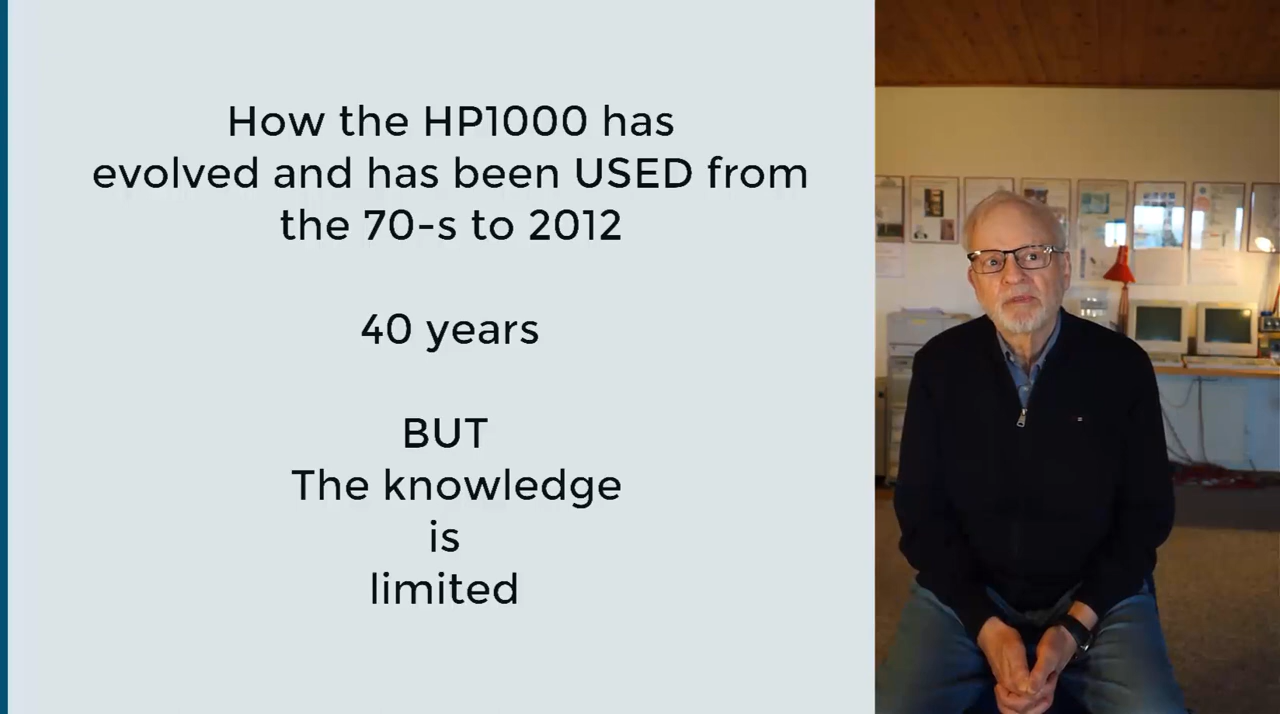 How the HP1000 has
evolved and has been USED from
the 70-s to 2012
40 years
BUT
The knowledge
is
limited